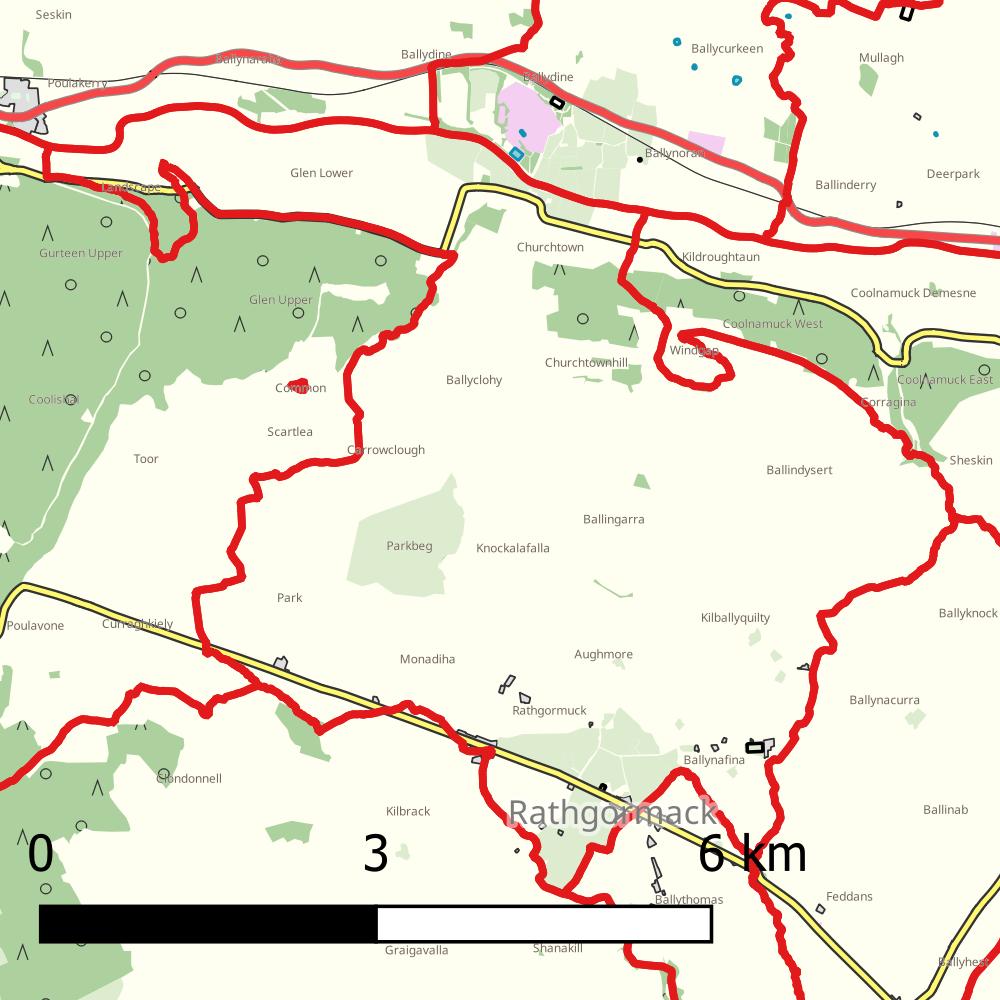 Seskin
Ballydine
Ballycurkeen
Ballynaraha
Mullagh
Ballydine
Poulakerry
Ballynoran
Glen Lower
Deerpark
Ballinderry
Landscape
Churchtown
Gurteen Upper
Kildroughtaun
Coolnamuck Demesne
Glen Upper
Coolnamuck West
Windgap
Churchtownhill
Ballyclohy
Coolnamuck East
Common
Coolishal
Corragina
Scartlea
Carrowclough
Toor
Sheskin
Ballindysert
Ballingarra
Parkbeg
Knockalafalla
Park
Ballyknock
Kilballyquilty
Curraghkiely
Poulavone
Aughmore
Monadiha
Ballynacurra
Rathgormuck
Ballynafina
Clondonnell
Kilbrack
Rathgormack
Ballinab
0 3 6 km
Feddans
Ballythomas
Shanakill
Graigavalla
Ballyhest